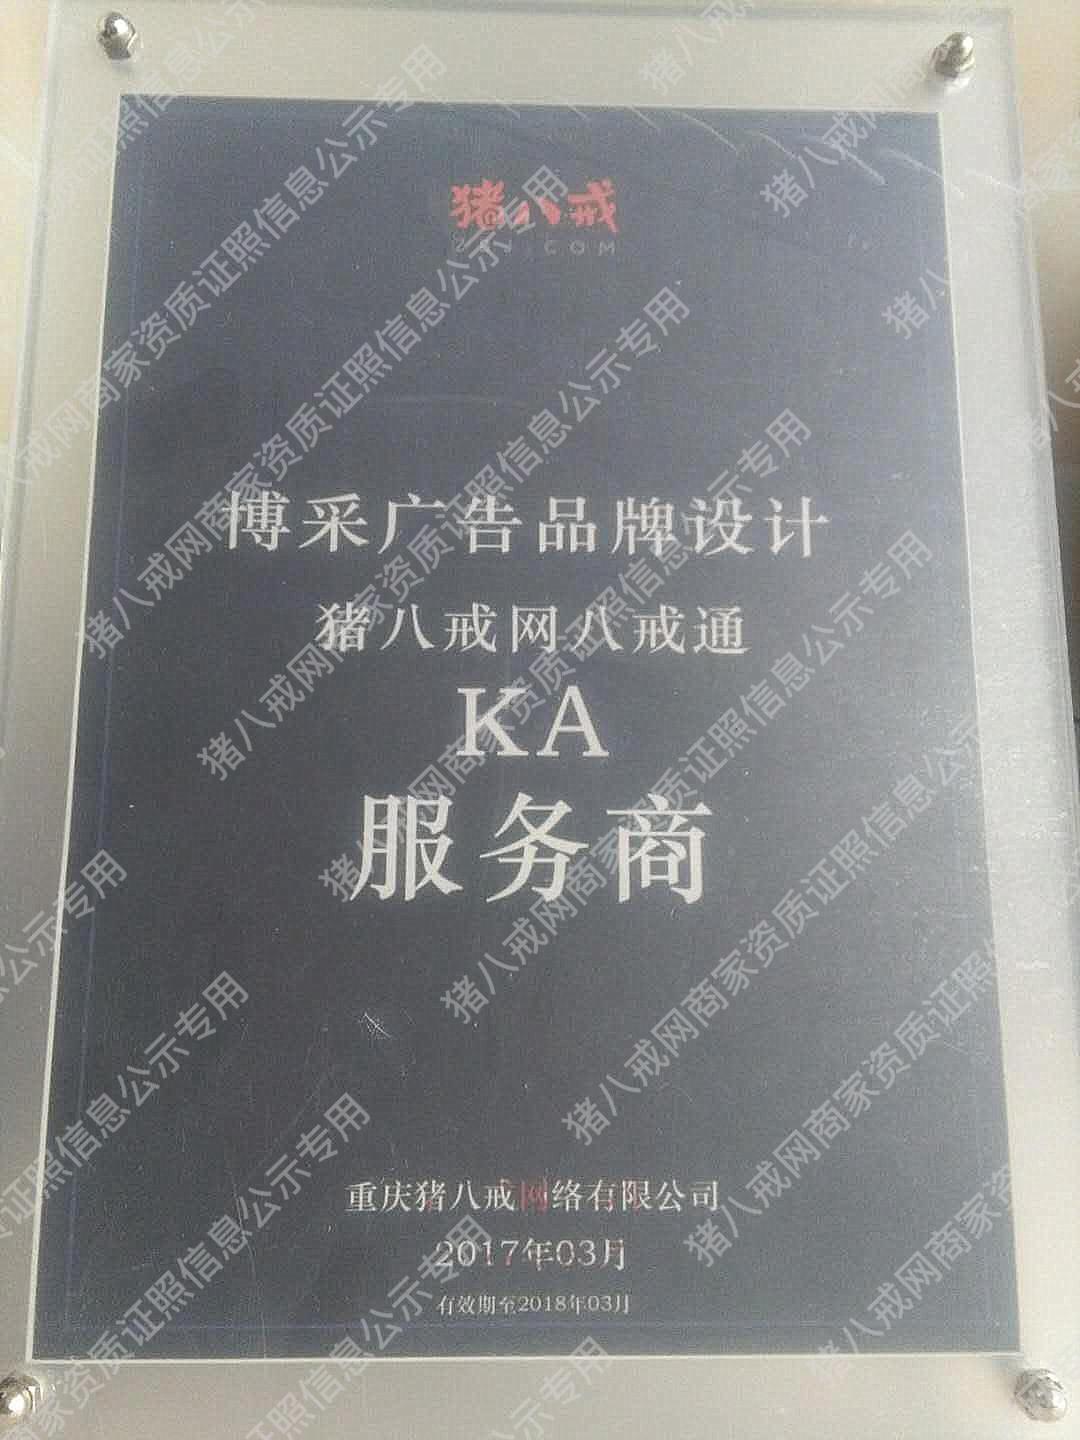 猪八戒
ZBJ.COM
博采广告品牌设计
猪八戒网八戒通
KA
服务商
重庆猪八戒网络有限公司
2017年03月
有效期至2018年03月
猪八戒网商家资质证照信息公示专用